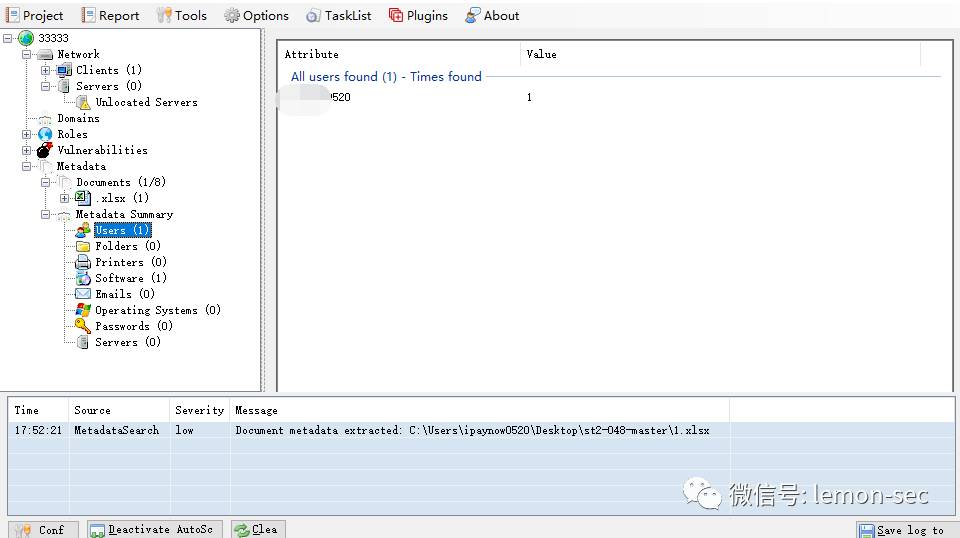 Project Report Tools Options TaskList Plugins About
33333
Network
Clients (1)
Servers (0)
Unlocated Servers
Domains
Roles
Vulnerabilities
Metadata
Documents (1/8)
.xlsx (1)
Metadata Summary
Users (1)
Folders (0)
Printers (0)
Software (1)
Emails (0)
Operating Systems (0)
Passwords (0)
Servers (0)
Attribute Value
All users found (1) - Times found
0520 1
Time Source Severity Message
17:52:21 MetadataSearch low Document metadata extracted: C:\Users\ipaynow0520\Desktop\st2-048-master\1.xlsx
微信号: lemon-sec
Conf Deactivate AutoSc Clea Save log to